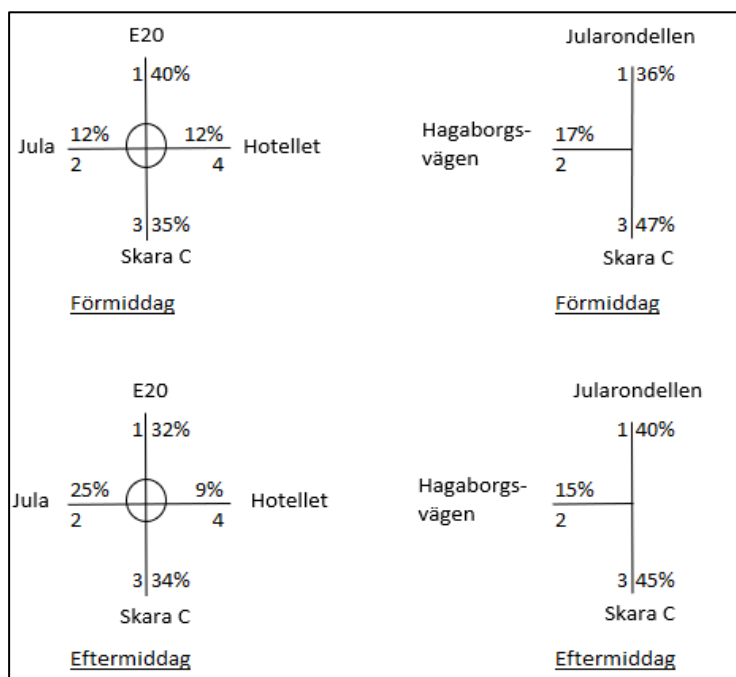 E20
1 40%
Jula 12% 12% Hotellet
2 4
3 35%
Skara C
Förmiddag
Jularondellen
1 36%
Hagaborgs- 17%
vägen 2
3 47%
Skara C
Förmiddag
E20
1 32%
Jula 25% 9% Hotellet
2 4
3 34%
Skara C
Eftermiddag
Jularondellen
1 40%
Hagaborgs- 15%
vägen 2
3 45%
Skara C
Eftermiddag